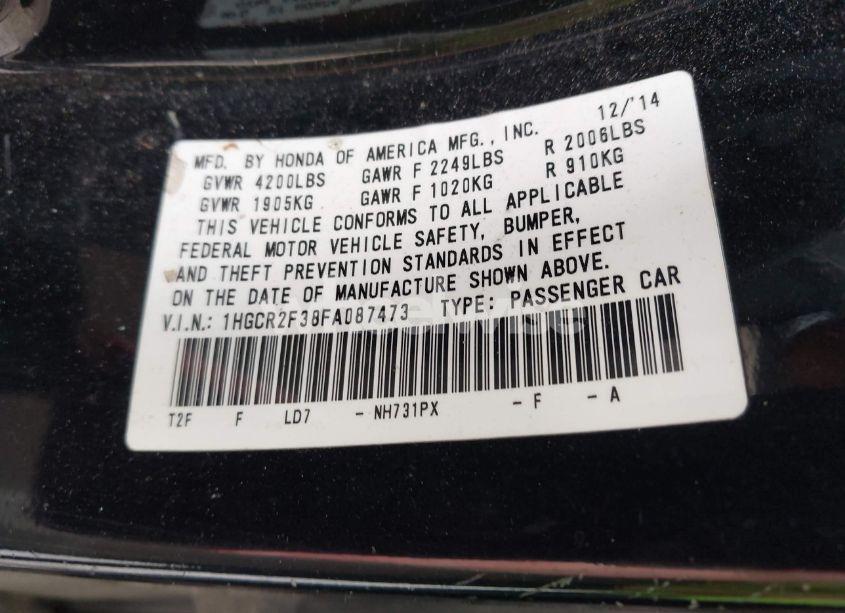 12/'14
MFD. BY HONDA OF AMERICA MFG., INC.
GVWR 4200LBS GAWR F 2249LBS R 2006LBS
GVWR 1905KG GAWR F 1020KG R 910KG
THIS VEHICLE CONFORMS TO ALL APPLICABLE
FEDERAL MOTOR VEHICLE SAFETY, BUMPER,
AND THEFT PREVENTION STANDARDS IN EFFECT
ON THE DATE OF MANUFACTURE SHOWN ABOVE.
V.I.N.: 1HGCR2F38FA087473 TYPE: PASSENGER CAR
T2F F LD7 - NH731PX - F - A